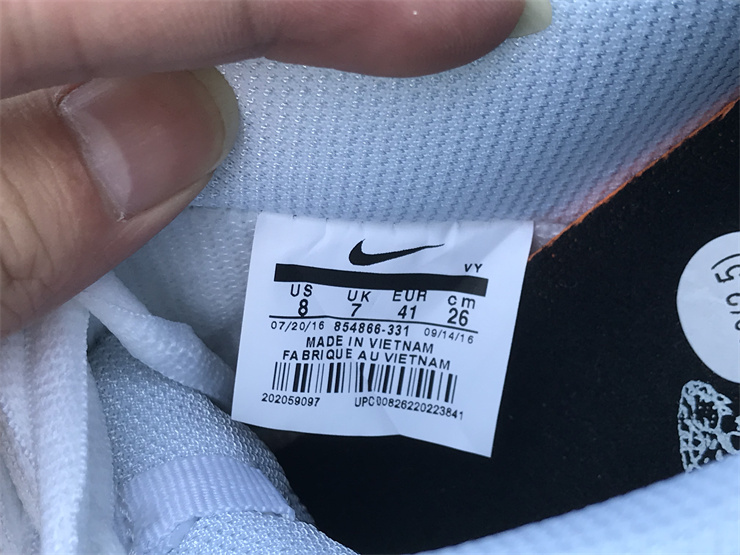 VY
US UK EUR cm
8 7 41 26
07/20/16 854866-331 09/14/16
MADE IN VIETNAM
FABRIQUE AU VIETNAM
202059097 UPC00826220223841